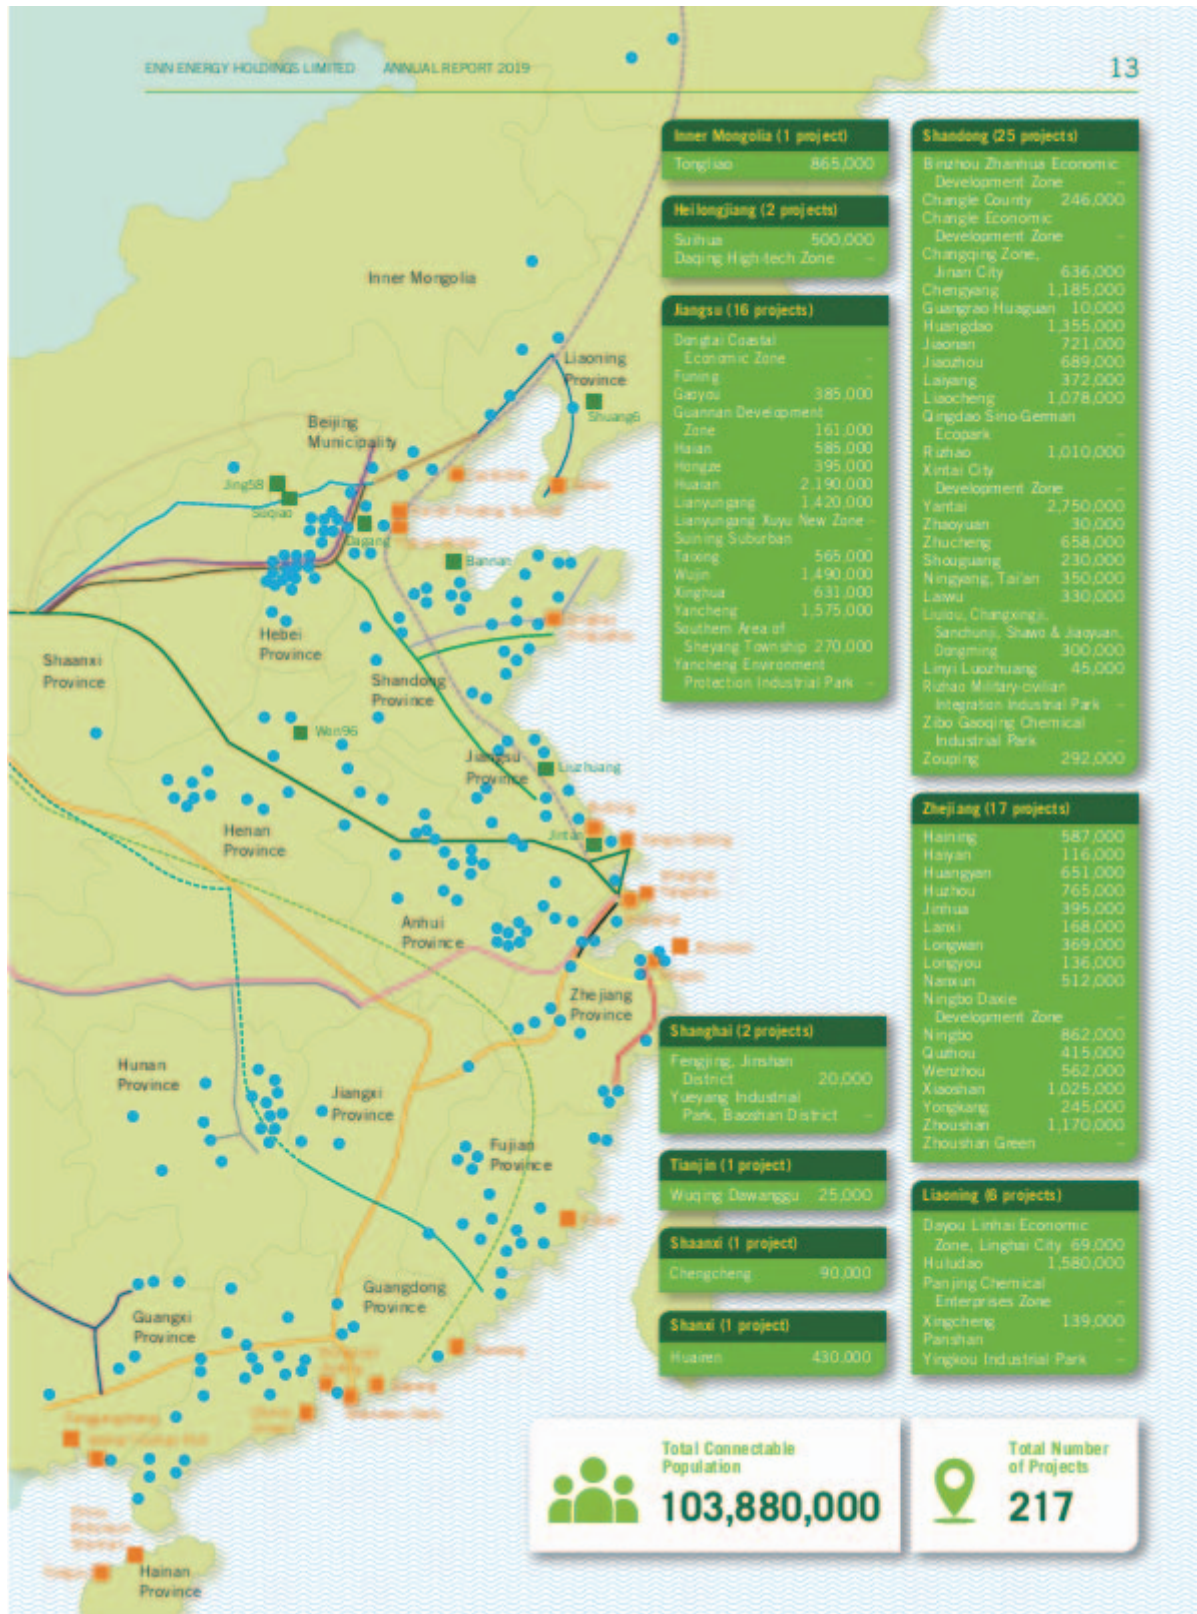 ENN ENERGY HOLDINGS LIMITED ANNUAL REPORT 2019
13
Inner Mongolia (1 project)
Tongliao 865,000
Heilongjiang (2 projects)
Suihua 500,000
Daqing High-tech Zone –
Jiangsu (16 projects)
Dongtai Coastal
Economic Zone –
Funing –
Gaoyou 385,000
Guannan Development
Zone 161,000
Haian 585,000
Hongze 395,000
Huaian 2,190,000
Lianyungang 1,420,000
Lianyungang Xuyu New Zone –
Suining Suburban –
Taixing 565,000
Wujin 1,490,000
Xinghua 631,000
Yancheng 1,575,000
Southern Area of
Sheyang Township 270,000
Yancheng Environment
Protection Industrial Park –
Shandong (25 projects)
Binzhou Zhanhua Economic
Development Zone –
Changle County 246,000
Changle Economic
Development Zone –
Changqing Zone,
Jinan City 636,000
Chengyang 1,185,000
Guangrao Huaguan 10,000
Huangdao 1,355,000
Jiaonan 721,000
Jiaozhou 689,000
Laiyang 372,000
Liaocheng 1,078,000
Qingdao Sino-German
Ecopark –
Rizhao 1,010,000
Xintai City
Development Zone –
Yantai 2,750,000
Zhaoyuan 30,000
Zhucheng 658,000
Shouguang 230,000
Ningyang, Tai'an 350,000
Laiwu 330,000
Liulou, Changxingji,
Sanchunji, Shawo & Jiaoyuan,
Dongming 300,000
Linyi Luozhuang 45,000
Rizhao Military-civilian
Integration Industrial Park –
Zibo Gaoqing Chemical
Industrial Park –
Zouping 292,000
Zhejiang (17 projects)
Haining 587,000
Haiyan 116,000
Huangyan 651,000
Huzhou 765,000
Jinhua 395,000
Lanxi 168,000
Longwan 369,000
Longyou 136,000
Nanxun 512,000
Ningbo Daxie
Development Zone –
Ningbo 862,000
Quzhou 415,000
Wenzhou 562,000
Xiaoshan 1,025,000
Yongkang 245,000
Zhoushan 1,170,000
Zhoushan Green –
Shanghai (2 projects)
Fengjing, Jinshan
District 20,000
Yueyang Industrial
Park, Baoshan District –
Tianjin (1 project)
Wuqing Dawanggu 25,000
Shaanxi (1 project)
Chengcheng 90,000
Shanxi (1 project)
Huairen 430,000
Liaoning (6 projects)
Dayou Linhai Economic
Zone, Linghai City 69,000
Huludao 1,580,000
Panjing Chemical
Enterprises Zone –
Xingcheng 139,000
Panshan –
Yingkou Industrial Park –
Inner Mongolia
Liaoning
Province
Shuang6
Beijing
Municipality
Jing58
Suqiao
Dagang
Bannan
Hebei
Province
Shaanxi
Province
Shandong
Province
Wen96
Jiangsu
Province
Liuzhuang
Jintan
Henan
Province
Anhui
Province
Zhejiang
Province
Hunan
Province
Jiangxi
Province
Fujian
Province
Guangdong
Province
Guangxi
Province
Hainan
Province
Total Connectable
Population
103,880,000
Total Number
of Projects
217